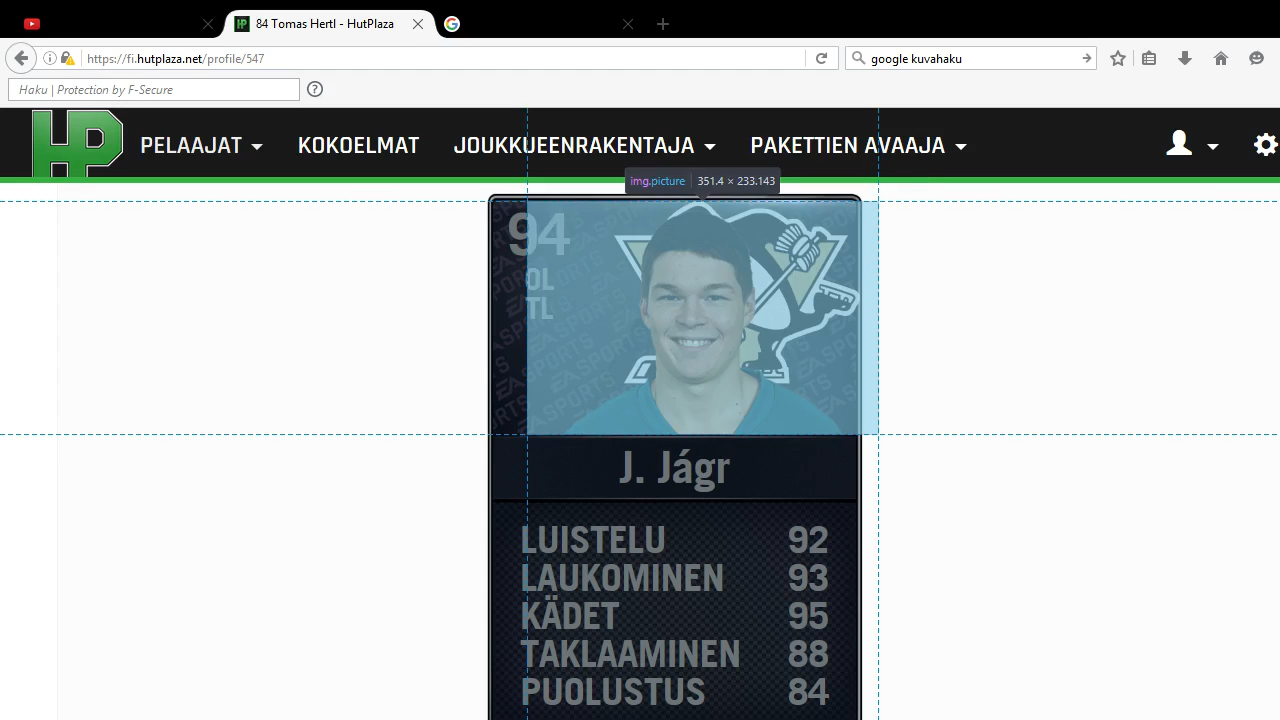 84 Tomas Hertl - HutPlaza
https://fi.hutplaza.net/profile/547
google kuvahaku
Haku | Protection by F-Secure
HP
PELAAJAT
KOKOELMAT
JOUKKUEENRAKENTAJA
PAKETTIEN AVAAJA
img.picture
351.4 × 233.143
94
OL
TL
EA SPORTS
J. Jágr
LUISTELU 92
LAUKOMINEN 93
KÄDET 95
TAKLAAMINEN 88
PUOLUSTUS 84